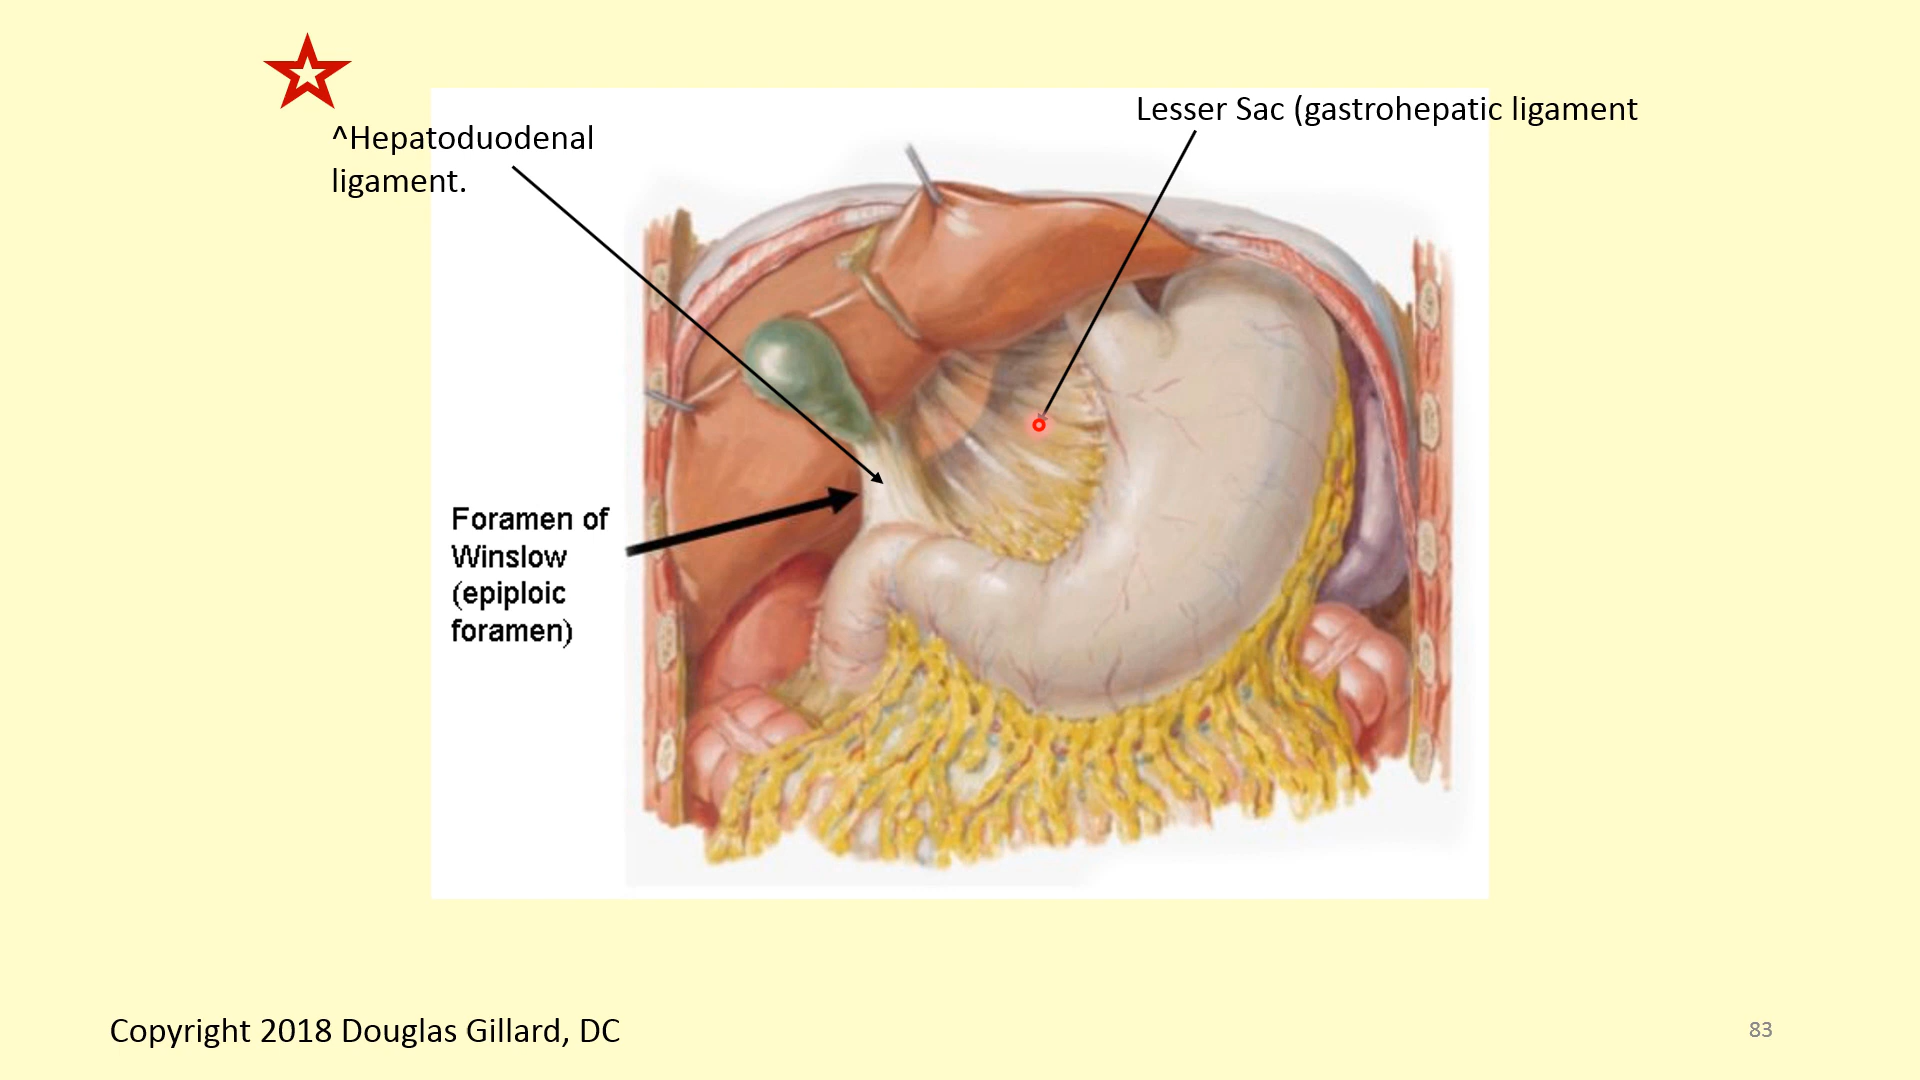 ^Hepatoduodenal
ligament.
Lesser Sac (gastrohepatic ligament
Foramen of
Winslow
(epiploic
foramen)
Copyright 2018 Douglas Gillard, DC
83